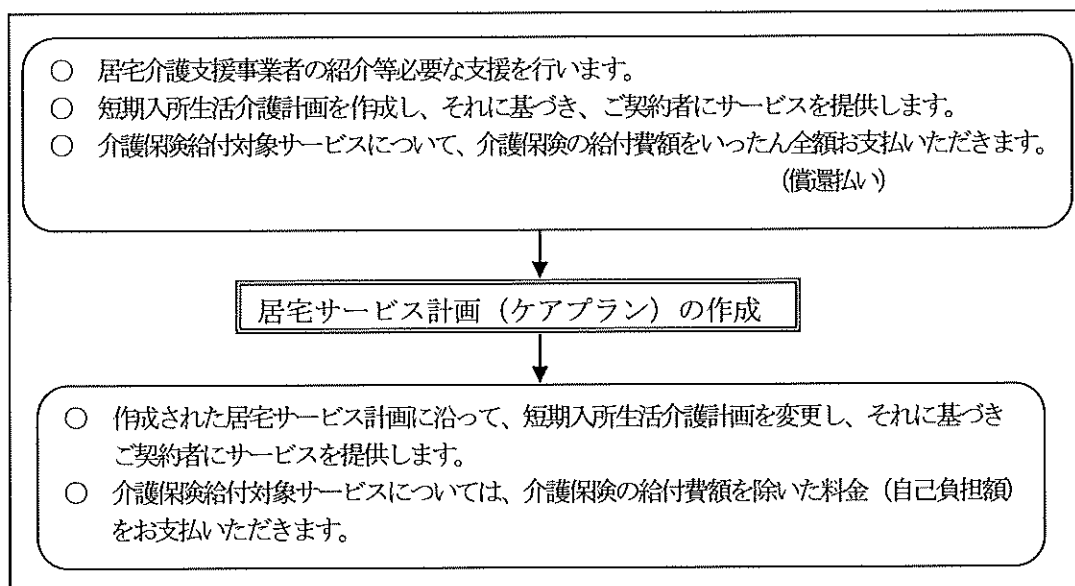 ○ 居宅介護支援事業者の紹介等必要な支援を行います。
○ 短期入所生活介護計画を作成し、それに基づき、ご契約者にサービスを提供します。
○ 介護保険給付対象サービスについて、介護保険の給付費額をいったん全額お支払いただきます。
(償還払い)
居宅サービス計画（ケアプラン）の作成
○ 作成された居宅サービス計画に沿って、短期入所生活介護計画を変更し、それに基づき
ご契約者にサービスを提供します。
○ 介護保険給付対象サービスについては、介護保険の給付費額を除いた料金（自己負担額）
をお支払いただきます。